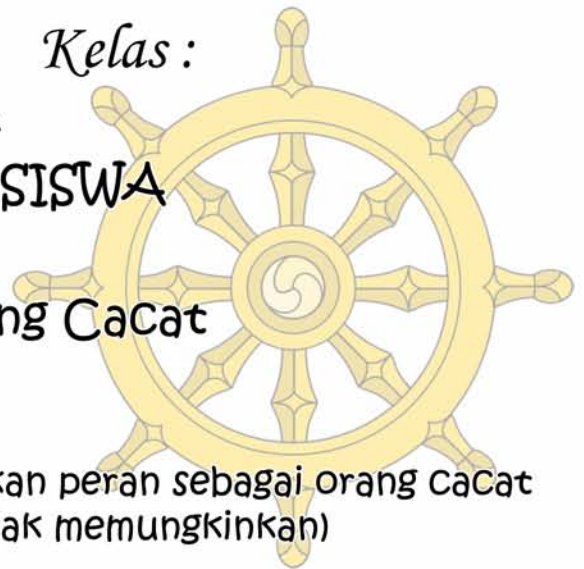 Kelas :
SISWA
ng Cacat
kan peran sebagai orang cacat
ak memungkinkan)